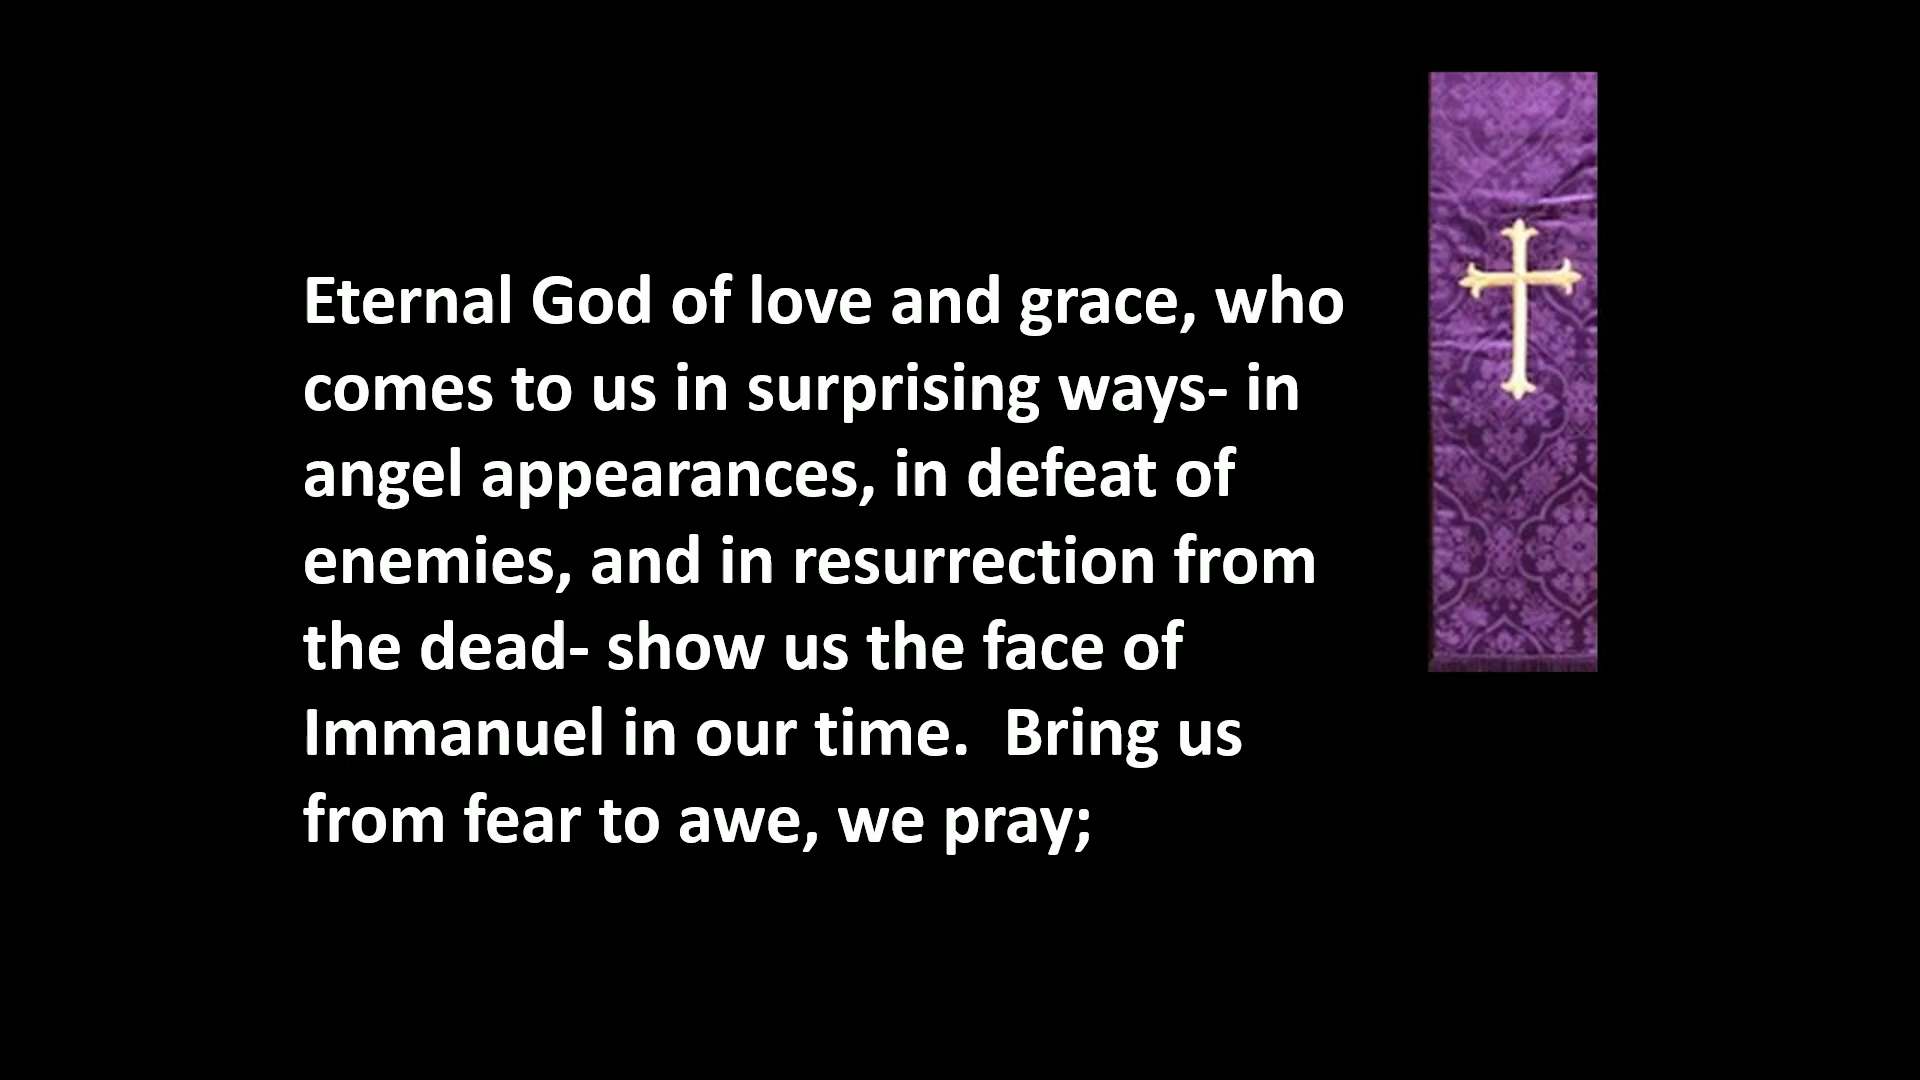 Eternal God of love and grace, who
comes to us in surprising ways- in
angel appearances, in defeat of
enemies, and in resurrection from
the dead- show us the face of
Immanuel in our time.  Bring us
from fear to awe, we pray;